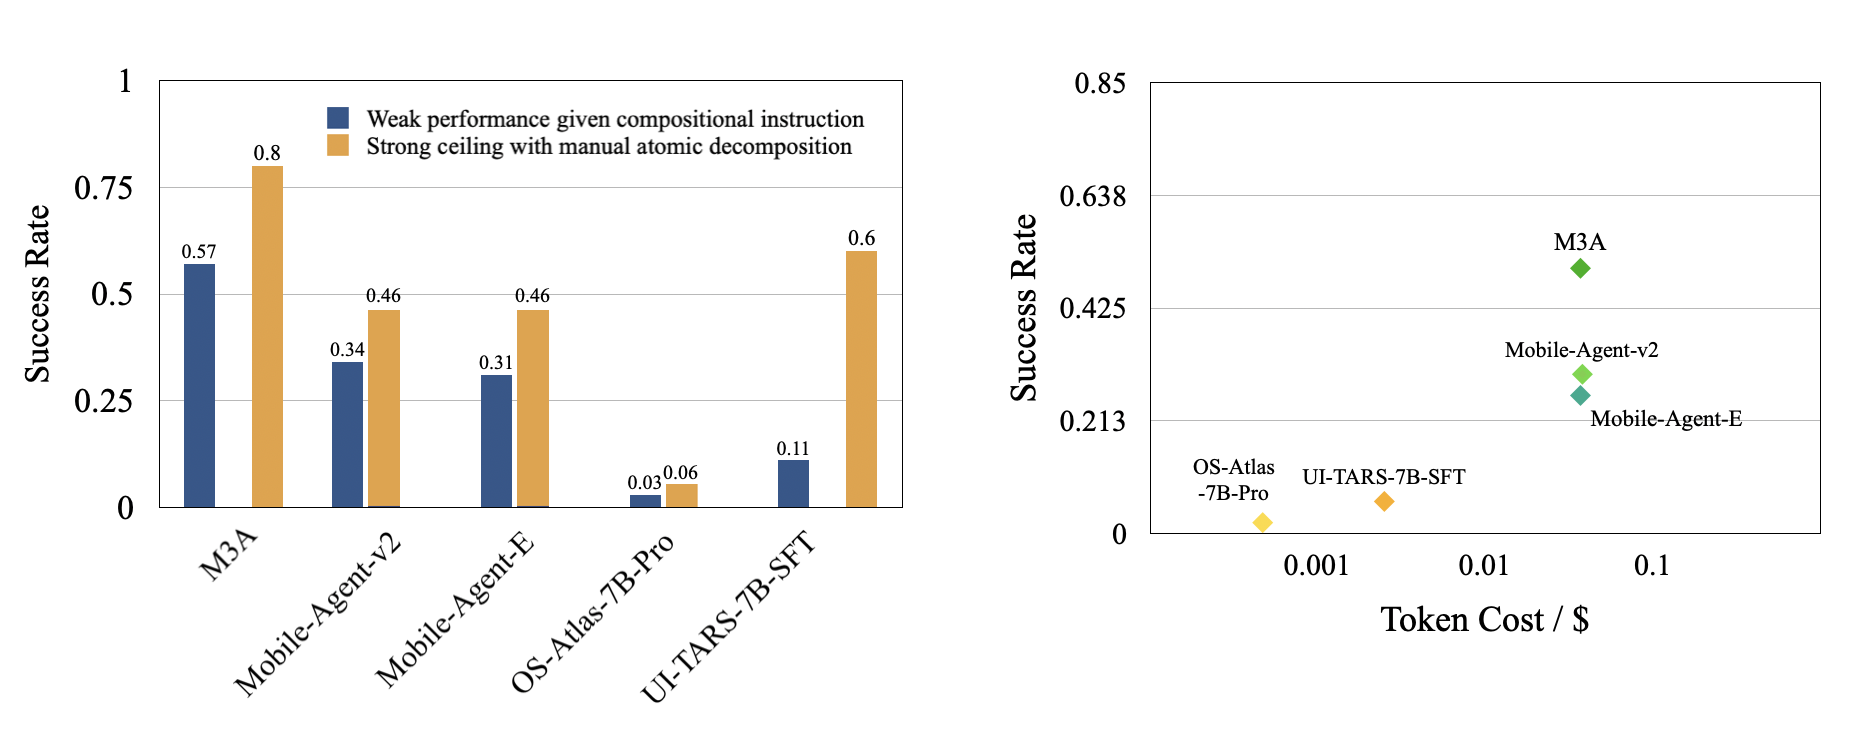 1
0.75
0.5
0.25
0
Success Rate
Weak performance given compositional instruction
Strong ceiling with manual atomic decomposition
0.57
0.8
0.34
0.46
0.31
0.46
0.03
0.06
0.11
0.6
M3A
Mobile-Agent-v2
Mobile-Agent-E
OS-Atlas-7B-Pro
UI-TARS-7B-SFT
0.85
0.638
0.425
0.213
0
Success Rate
M3A
Mobile-Agent-v2
Mobile-Agent-E
OS-Atlas
-7B-Pro
UI-TARS-7B-SFT
0.001
0.01
0.1
Token Cost / $